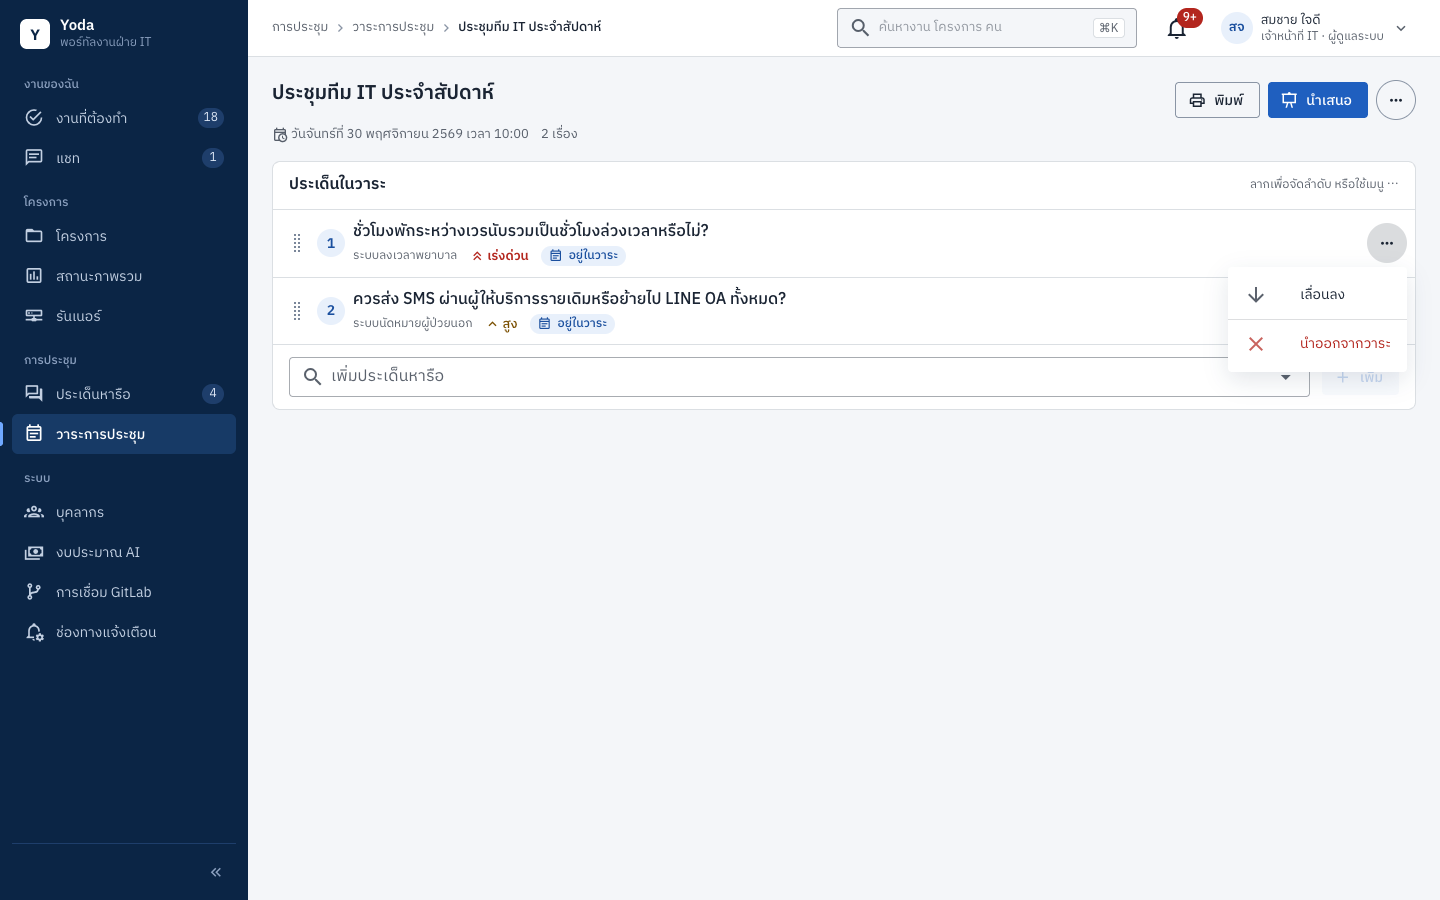 Y
Yoda
พอร์ทัลงานฝ่าย IT
งานของฉัน
งานที่ต้องทำ 18
แชท 1
โครงการ
โครงการ
สถานะภาพรวม
รันเนอร์
การประชุม
ประเด็นหารือ 4
วาระการประชุม
ระบบ
บุคลากร
งบประมาณ AI
การเชื่อม GitLab
ช่องทางแจ้งเตือน
การประชุม › วาระการประชุม › ประชุมทีม IT ประจำสัปดาห์
ค้นหางาน โครงการ คน ⌘K
9+
สจ
สมชาย ใจดี
เจ้าหน้าที่ IT · ผู้ดูแลระบบ
ประชุมทีม IT ประจำสัปดาห์
พิมพ์
นำเสนอ
วันจันทร์ที่ 30 พฤศจิกายน 2569 เวลา 10:00 2 เรื่อง
ประเด็นในวาระ
ลากเพื่อจัดลำดับ หรือใช้เมนู ⋯
1
ชั่วโมงพักระหว่างเวรนับรวมเป็นชั่วโมงล่วงเวลาหรือไม่?
ระบบลงเวลาพยาบาล เร่งด่วน อยู่ในวาระ
2
ควรส่ง SMS ผ่านผู้ให้บริการรายเดิมหรือย้ายไป LINE OA ทั้งหมด?
ระบบนัดหมายผู้ป่วยนอก สูง อยู่ในวาระ
เลื่อนลง
นำออกจากวาระ
เพิ่มประเด็นหารือ
เพิ่ม